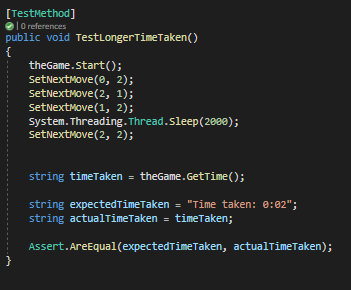 [TestMethod]
| 0 references
public void TestLongerTimeTaken()
{
theGame.Start();
SetNextMove(0, 2);
SetNextMove(2, 1);
SetNextMove(1, 2);
System.Threading.Thread.Sleep(2000);
SetNextMove(2, 2);
string timeTaken = theGame.GetTime();
string expectedTimeTaken = "Time taken: 0:02";
string actualTimeTaken = timeTaken;
Assert.AreEqual(expectedTimeTaken, actualTimeTaken);
}